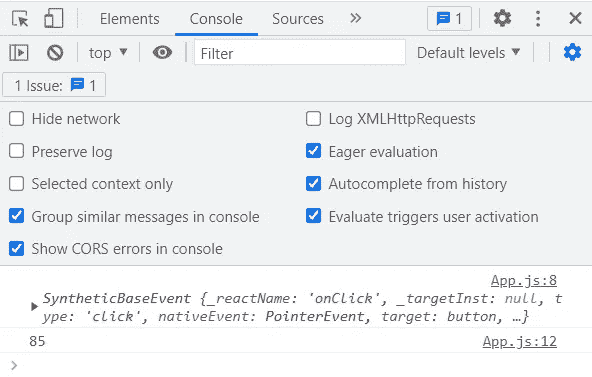 Elements Console Sources 1
top Filter Default levels
1 Issue: 1
Hide network Log XMLHttpRequests
Preserve log Eager evaluation
Selected context only Autocomplete from history
Group similar messages in console Evaluate triggers user activation
Show CORS errors in console
App.js:8
SyntheticBaseEvent {_reactName: 'onClick', _targetInst: null, t
ype: 'click', nativeEvent: PointerEvent, target: button, …}
85 App.js:12